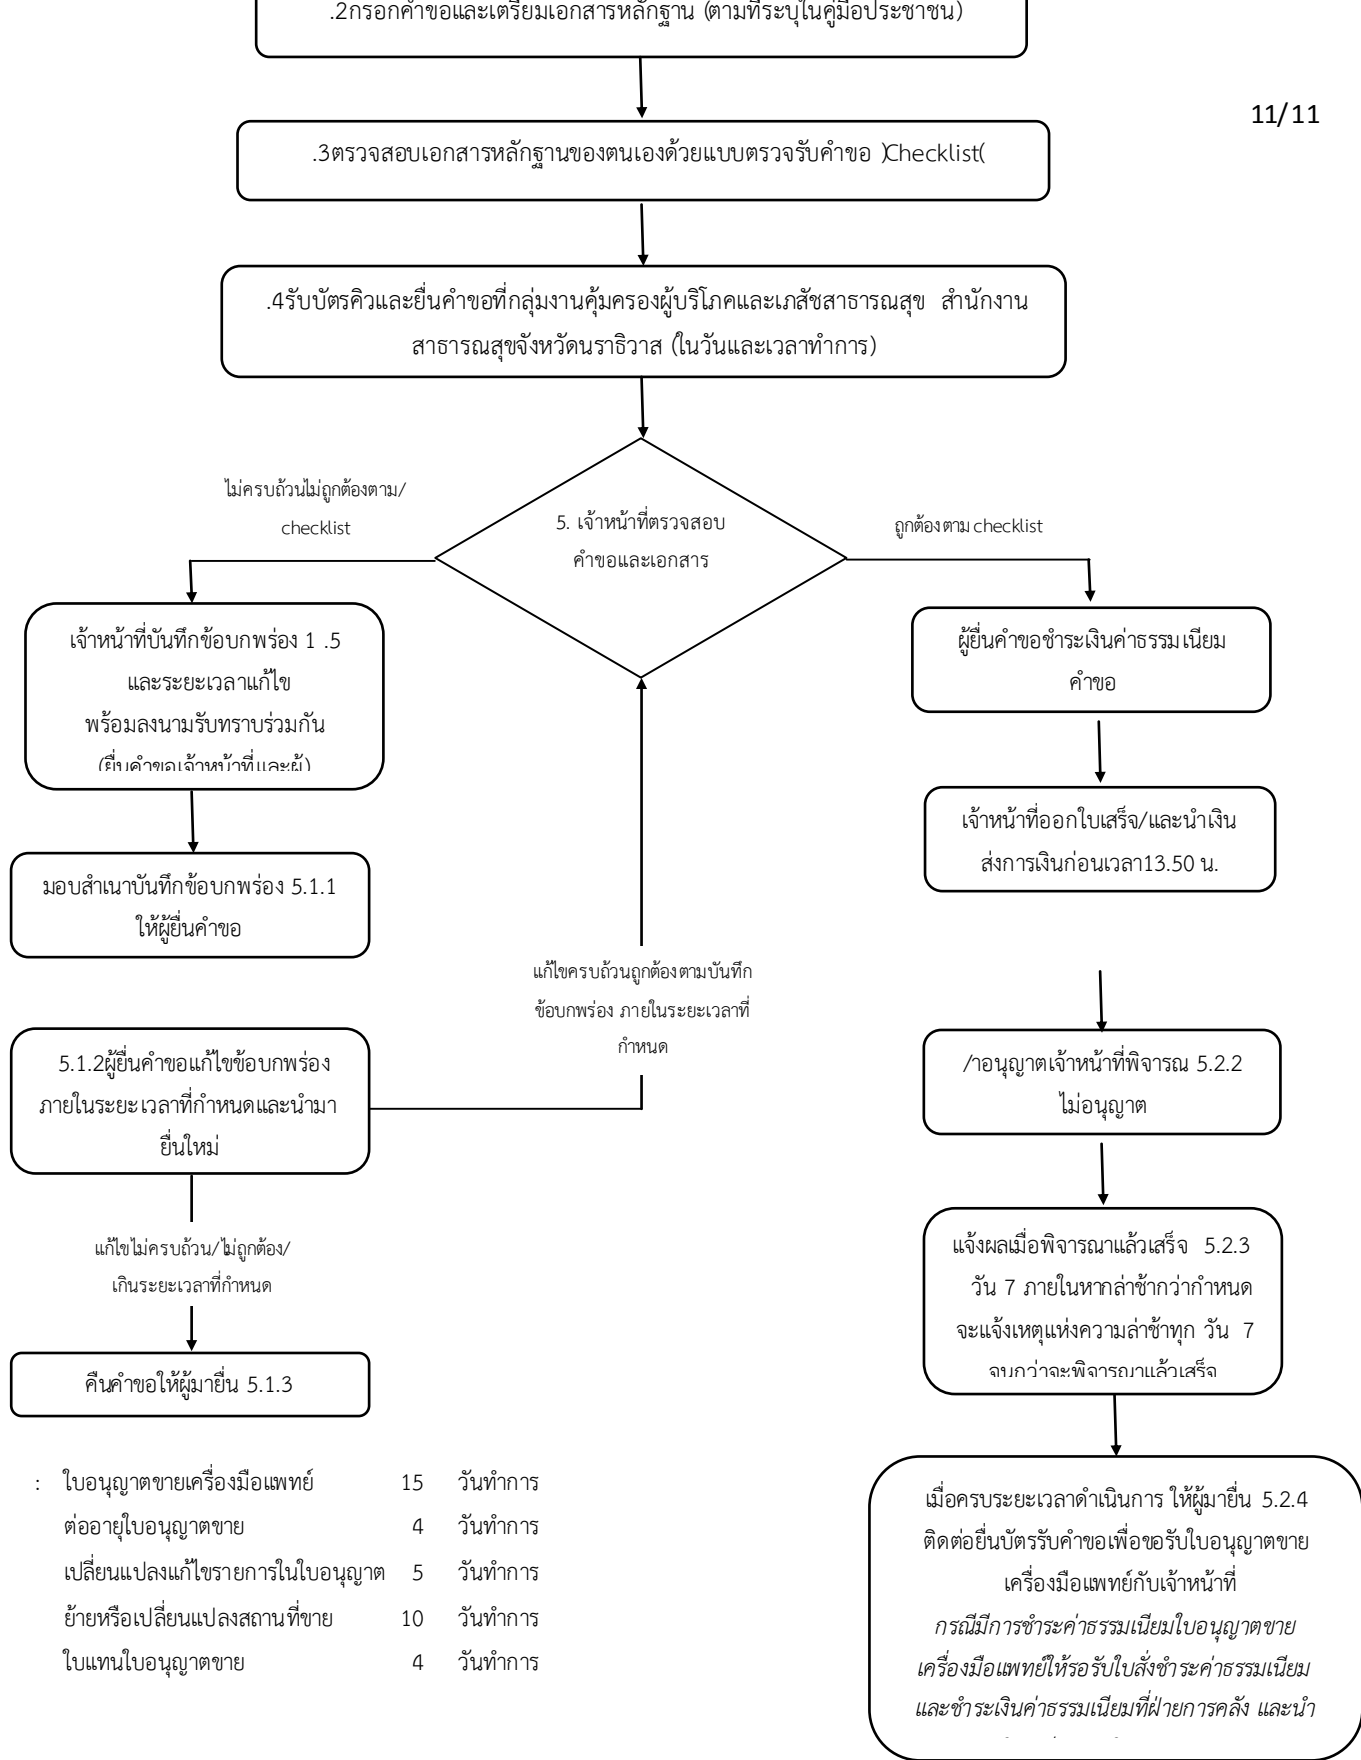 .2กรอกคำขอและเตรียมเอกสารหลักฐาน (ตามที่ระบุในคู่มือประชาชน)
11/11
.3ตรวจสอบเอกสารหลักฐานของตนเองด้วยแบบตรวจรับคำขอ )Checklist(
.4รับบัตรคิวและยื่นคำขอที่กลุ่มงานคุ้มครองผู้บริโภคและเภสัชสาธารณสุข สำนักงาน
สาธารณสุขจังหวัดนราธิวาส (ในวันและเวลาทำการ)
ไม่ครบถ้วนไม่ถูกต้องตาม/
checklist
5. เจ้าหน้าที่ตรวจสอบ
คำขอและเอกสาร
ถูกต้องตาม checklist
เจ้าหน้าที่บันทึกข้อบกพร่อง 1 .5
และระยะเวลาแก้ไข
พร้อมลงนามรับทราบร่วมกัน
(ยื่นคำขอเจ้าหน้าที่และผู้)
ผู้ยื่นคำขอชำระเงินค่าธรรมเนียม
คำขอ
เจ้าหน้าที่ออกใบเสร็จ/และนำเงิน
ส่งการเงินก่อนเวลา13.50 น.
มอบสำเนาบันทึกข้อบกพร่อง 5.1.1
ให้ผู้ยื่นคำขอ
แก้ไขครบถ้วนถูกต้องตามบันทึก
ข้อบกพร่อง ภายในระยะเวลาที่
กำหนด
5.1.2ผู้ยื่นคำขอแก้ไขข้อบกพร่อง
ภายในระยะเวลาที่กำหนดและนำมา
ยื่นใหม่
/าอนุญาตเจ้าหน้าที่พิจารณ 5.2.2
ไม่อนุญาต
แก้ไขไม่ครบถ้วน/ไม่ถูกต้อง/
เกินระยะเวลาที่กำหนด
แจ้งผลเมื่อพิจารณาแล้วเสร็จ 5.2.3
วัน 7 ภายในหากล่าช้ากว่ากำหนด
จะแจ้งเหตุแห่งความล่าช้าทุก วัน 7
จนกว่าจะพิจารณาแล้วเสร็จ
คืนคำขอให้ผู้มายื่น 5.1.3
: ใบอนุญาตขายเครื่องมือแพทย์ 15 วันทำการ
ต่ออายุใบอนุญาตขาย 4 วันทำการ
เปลี่ยนแปลงแก้ไขรายการในใบอนุญาต 5 วันทำการ
ย้ายหรือเปลี่ยนแปลงสถานที่ขาย 10 วันทำการ
ใบแทนใบอนุญาตขาย 4 วันทำการ
เมื่อครบระยะเวลาดำเนินการ ให้ผู้มายื่น 5.2.4
ติดต่อยื่นบัตรรับคำขอเพื่อขอรับใบอนุญาตขาย
เครื่องมือแพทย์กับเจ้าหน้าที่
กรณีมีการชำระค่าธรรมเนียมใบอนุญาตขาย
เครื่องมือแพทย์ให้รอรับใบสั่งชำระค่าธรรมเนียม
และชำระเงินค่าธรรมเนียมที่ฝ่ายการคลัง และนำ